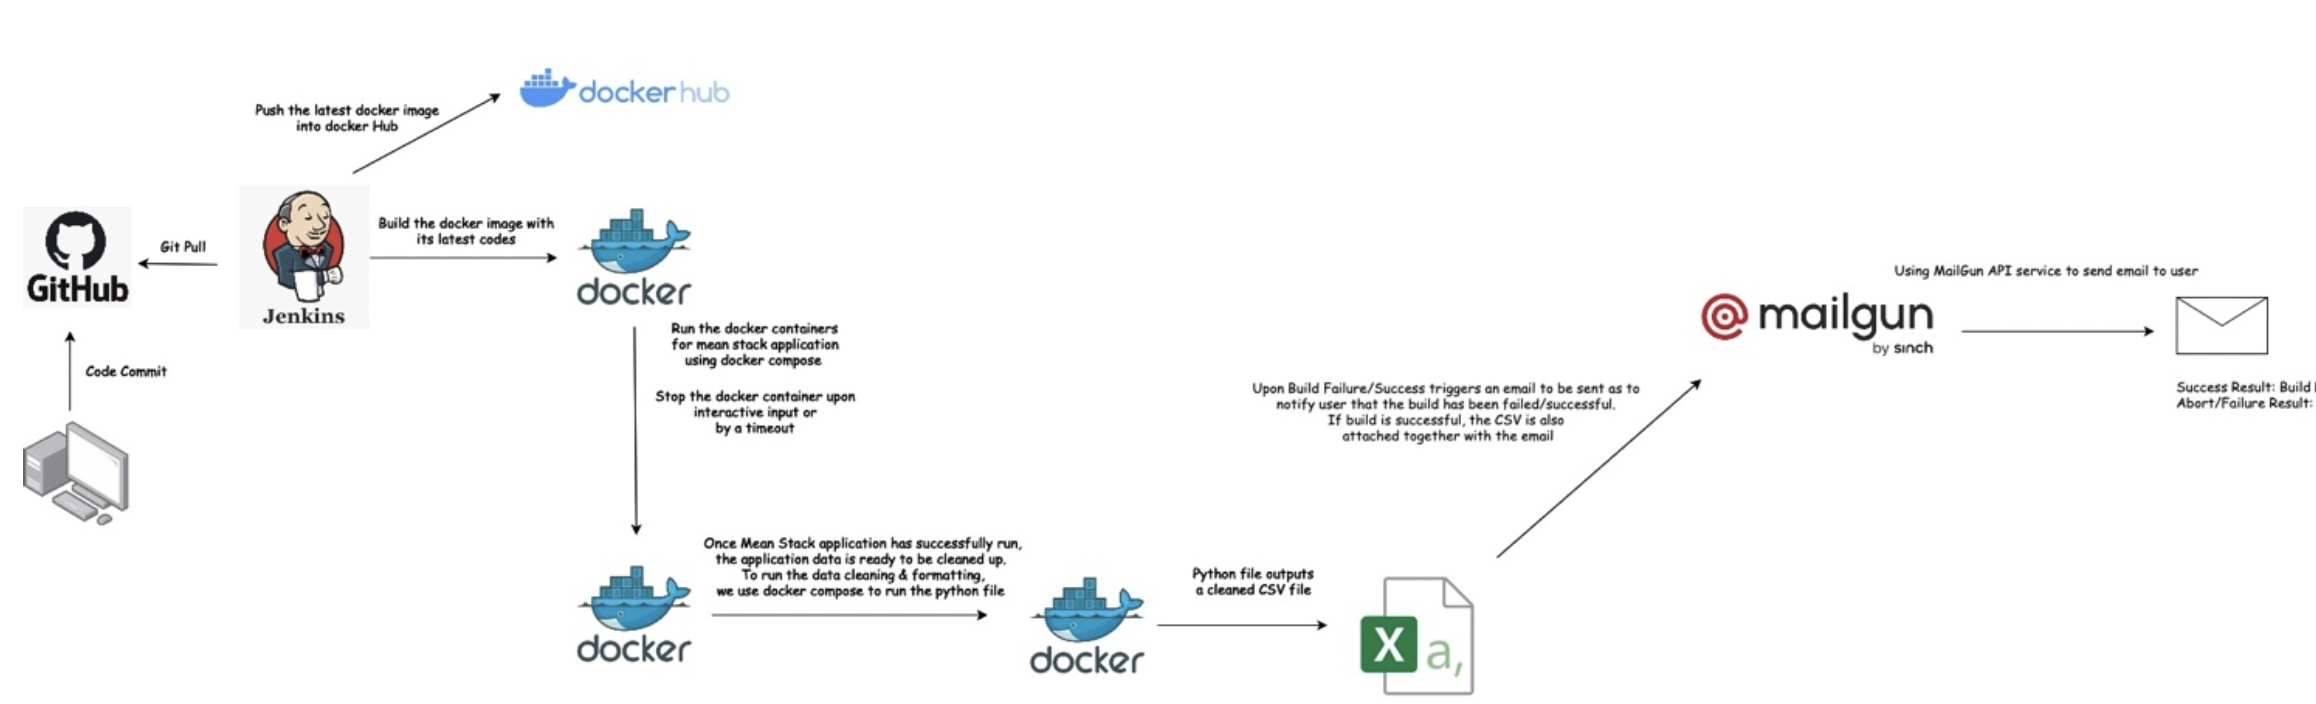 dockerhub
Push the latest docker image
into docker Hub
GitHub
Git Pull
Jenkins
Build the docker image with
its latest codes
docker
Code Commit
Run the docker containers
for mean stack application
using docker compose
Stop the docker container upon
interactive input or
by a timeout
docker
Once Mean Stack application has successfully run,
the application data is ready to be cleaned up.
To run the data cleaning & formatting,
we use docker compose to run the python file
docker
Python file outputs
a cleaned CSV file
X a,
Upon Build Failure/Success triggers an email to be sent as to
notify user that the build has been failed/successful.
If build is successful, the CSV is also
attached together with the email
@ mailgun
by sinch
Using MailGun API service to send email to user
Success Result: Build
Abort/Failure Result: